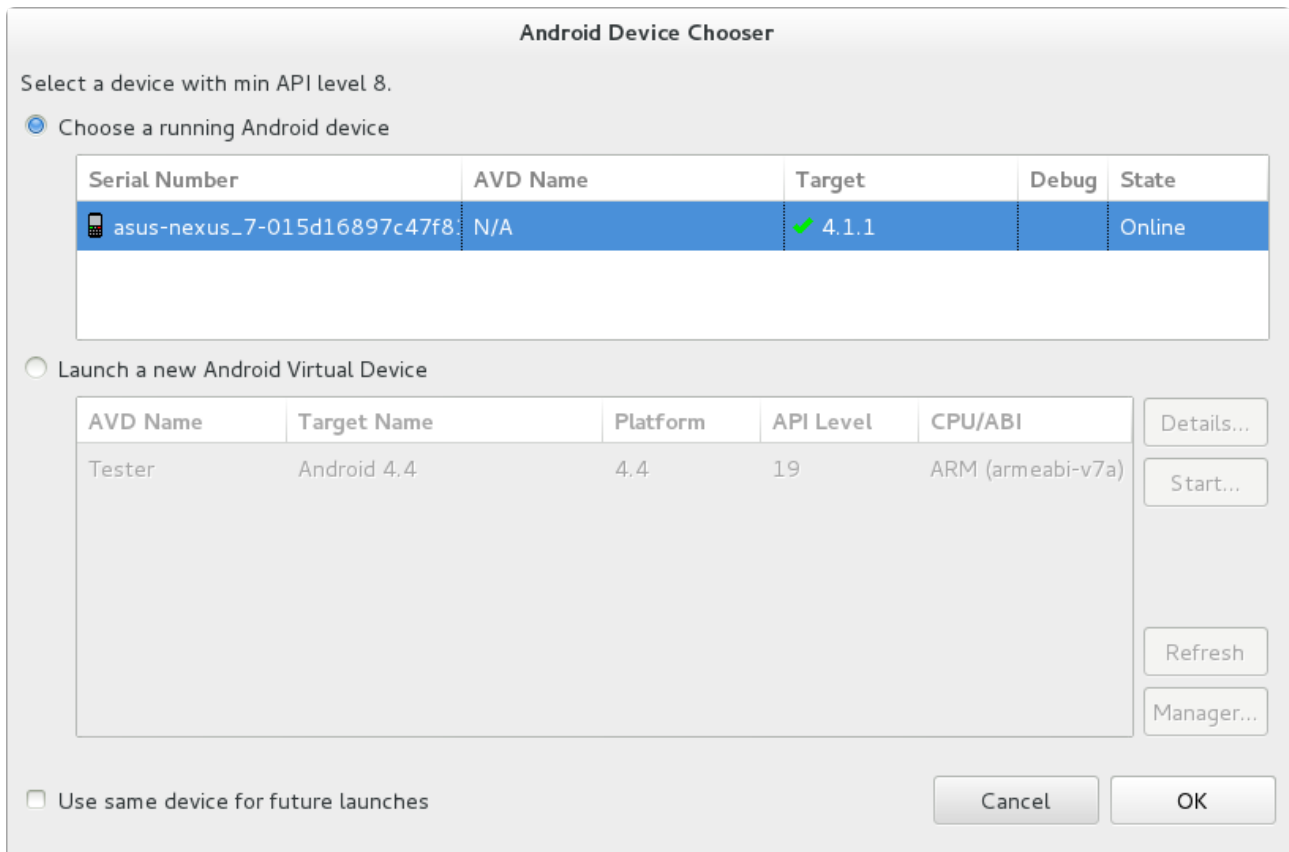 Android Device Chooser
Select a device with min API level 8.
Choose a running Android device
Serial Number AVD Name Target Debug State
asus-nexus_7-015d16897c47f81 N/A 4.1.1 Online
Launch a new Android Virtual Device
AVD Name Target Name Platform API Level CPU/ABI
Details...
Tester Android 4.4 4.4 19 ARM (armeabi-v7a)
Start...
Refresh
Manager...
Use same device for future launches Cancel OK